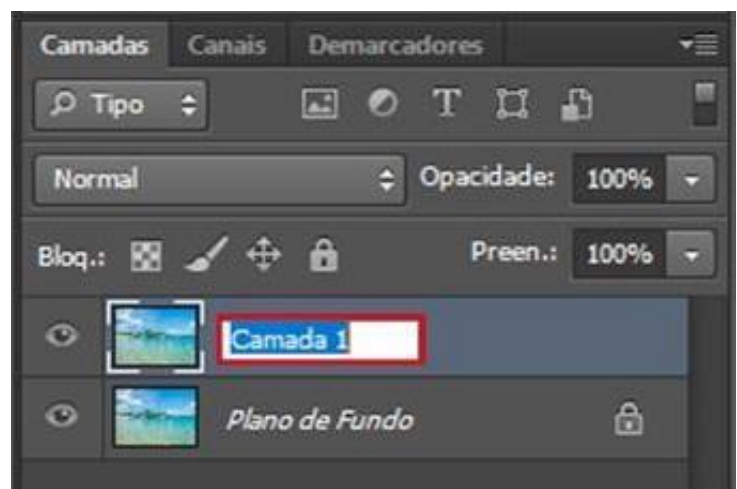 Camadas Canais Demarcadores
Tipo T
Normal Opacidade: 100%
Bloq.: Preen.: 100%
Camada 1
Plano de Fundo